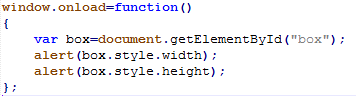 window.onload=function()
{
    var box=document.getElementById("box");
    alert(box.style.width);
    alert(box.style.height);
};